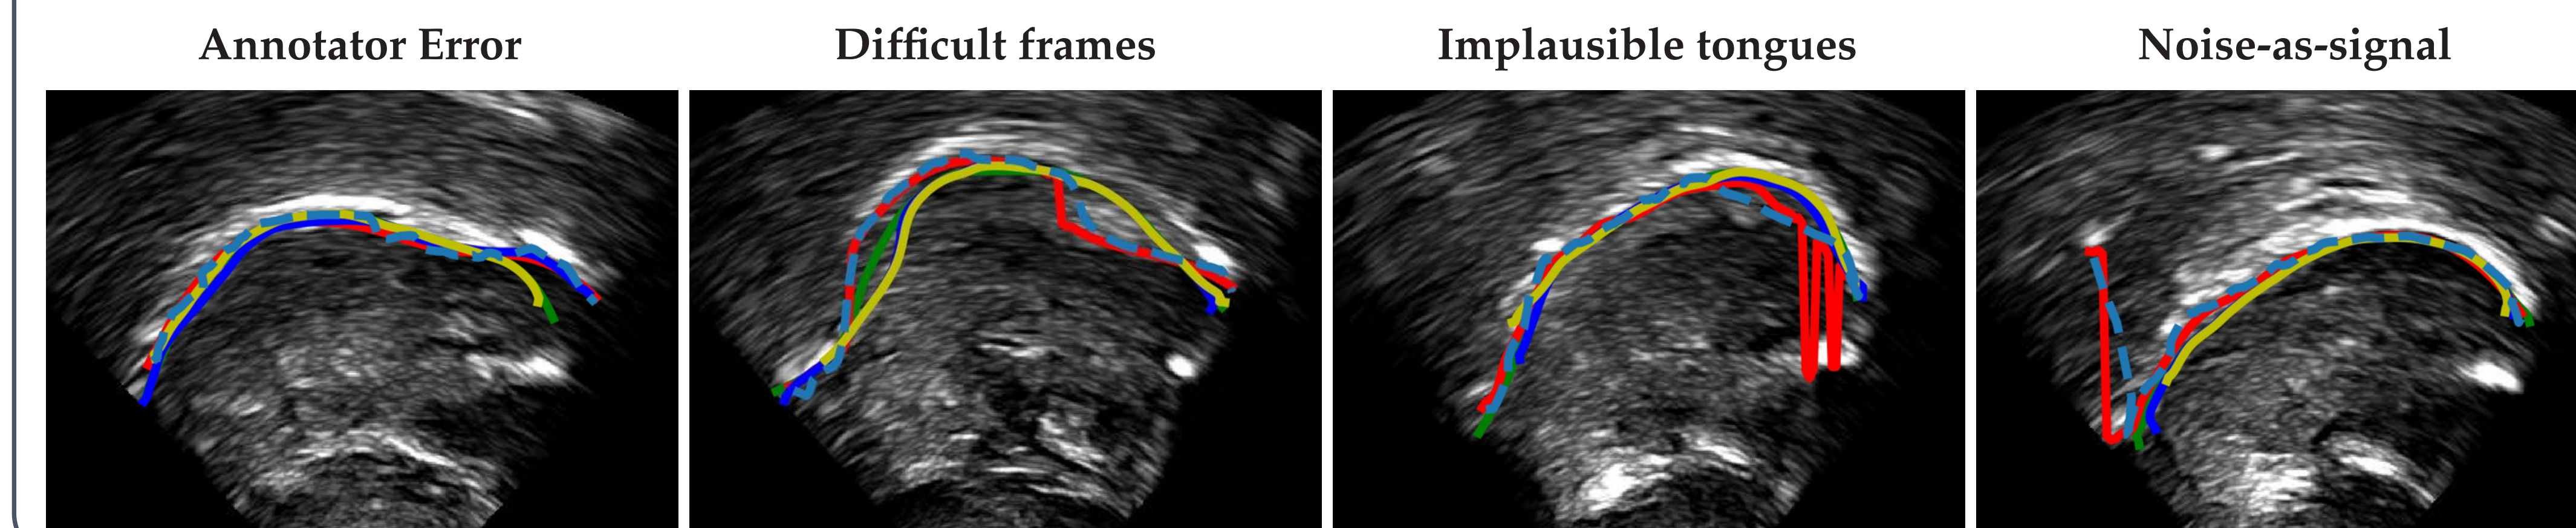 Annotator Error
Difficult frames
Implausible tongues
Noise-as-signal